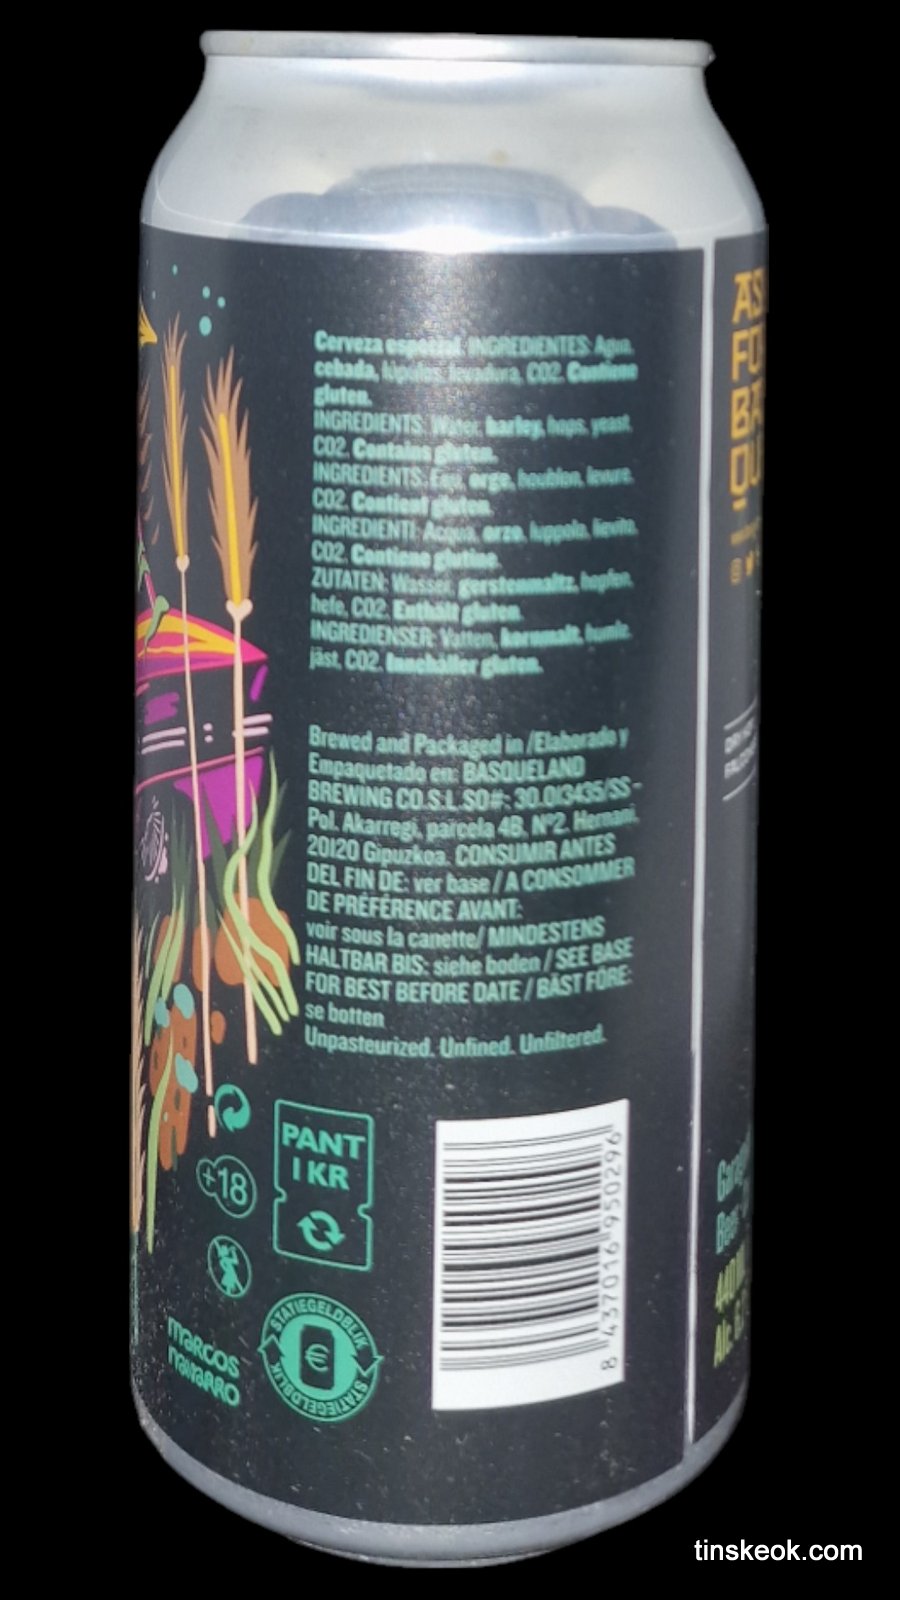 Cerveza especial. INGREDIENTES: Agua,
cebada, lúpulos, levadura, CO2. Contiene
gluten.
INGREDIENTS: Water, barley, hops, yeast,
CO2. Contains gluten.
INGREDIENTS: Eau, orge, houblon, levure,
CO2. Contient gluten.
INGREDIENTI: Acqua, orzo, luppolo, lievito,
CO2. Contiene glutine.
ZUTATEN: Wasser, gerstenmaltz, hopfen,
hefe, CO2. Enthält gluten.
INGREDIENSER: Vatten, kornmalt, humle,
jäst, CO2. Innehåller gluten.
Brewed and Packaged in /Elaborado y
Empaquetado en: BASQUELAND
BREWING CO.S.L.SO#: 30.013435/SS -
Pol. Akarregi, parcela 4B, Nº2. Hernani,
20120 Gipuzkoa. CONSUMIR ANTES
DEL FIN DE: ver base / A CONSOMMER
DE PRÉFÉRENCE AVANT:
voir sous la canette/ MINDESTENS
HALTBAR BIS: siehe boden / SEE BASE
FOR BEST BEFORE DATE / BÄST FÖRE:
se botten
Unpasteurized. Unfined. Unfiltered.
PANT
1 KR
+18
STATIEGELDBLIK
€
STATIEGELDBLIK
marcos
navarro
8 437016 950296
440
Alc.
tinskeok.com